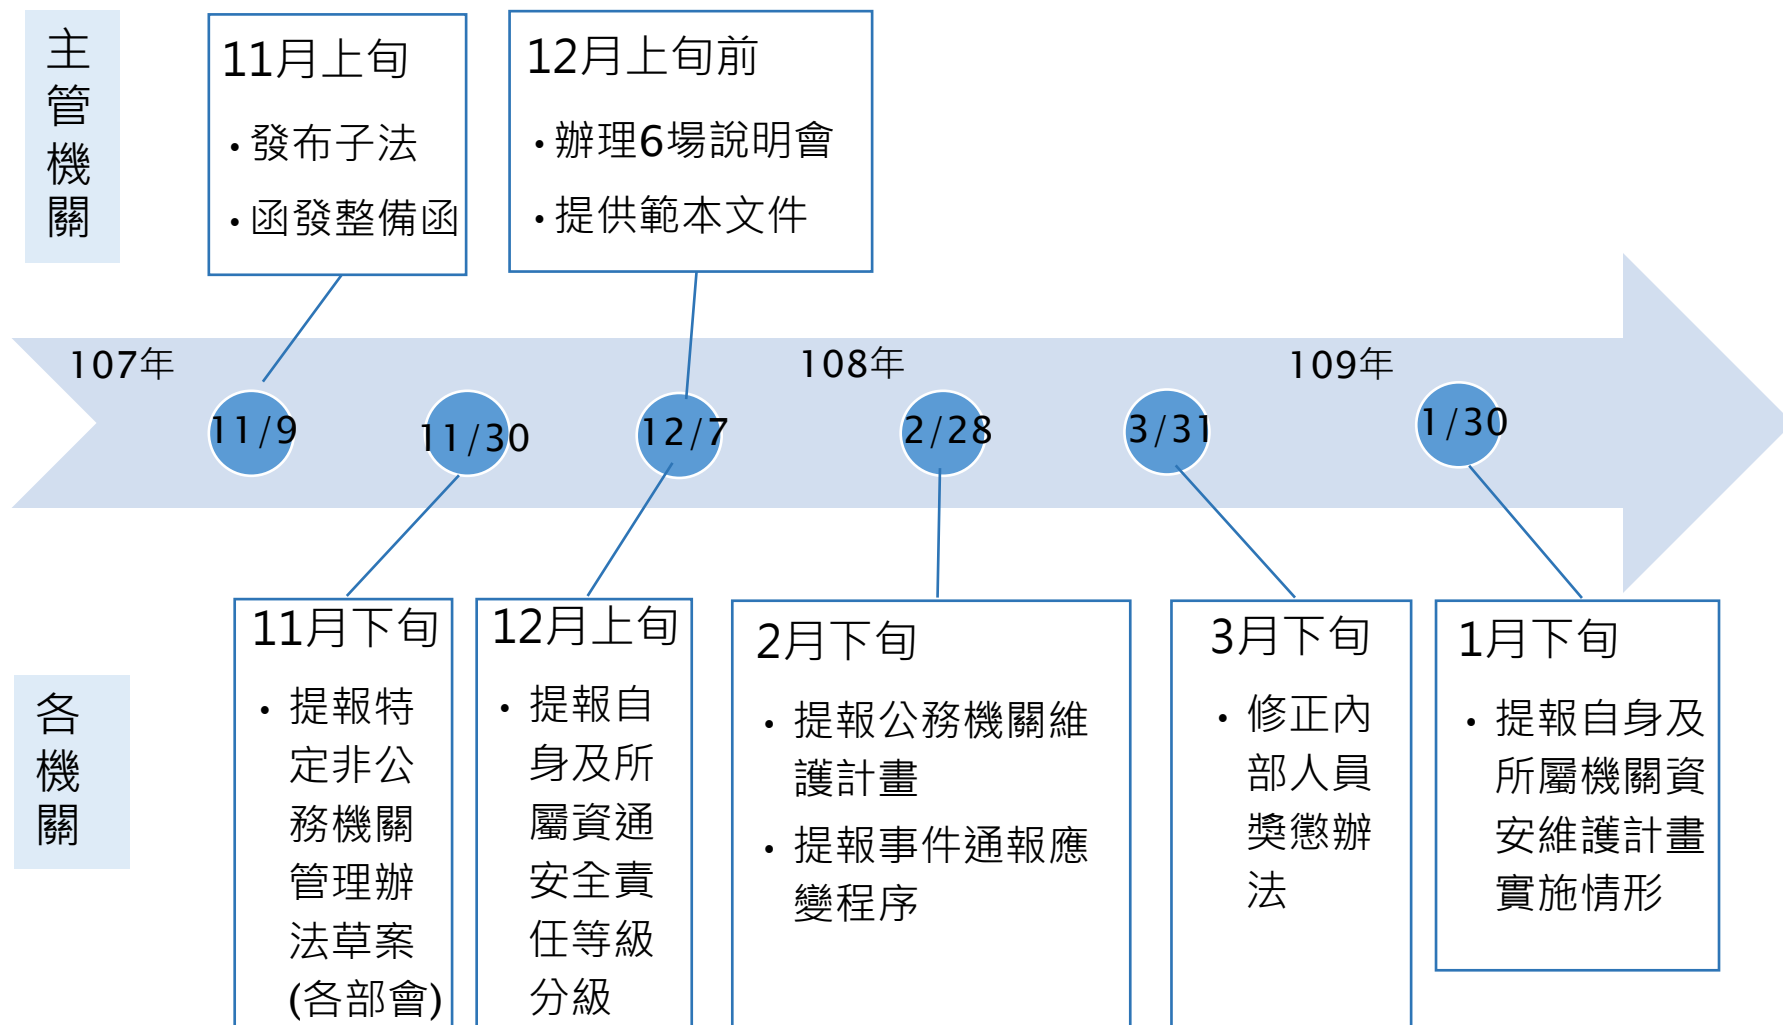 主管機關
11月上旬
・發布子法
・函發整備函
12月上旬前
・辦理6場說明會
・提供範本文件
107年
108年
109年
11/9
11/30
12/7
2/28
3/31
1/30
各機關
11月下旬
・提報特
定非公
務機關
管理辦
法草案
(各部會)
12月上旬
・提報自
身及所
屬資通
安全責
任等級
分級
2月下旬
・提報公務機關維
護計畫
・提報事件通報應
變程序
3月下旬
・修正內
部人員
獎懲辦
法
1月下旬
・提報自身及
所屬機關資
安維護計畫
實施情形